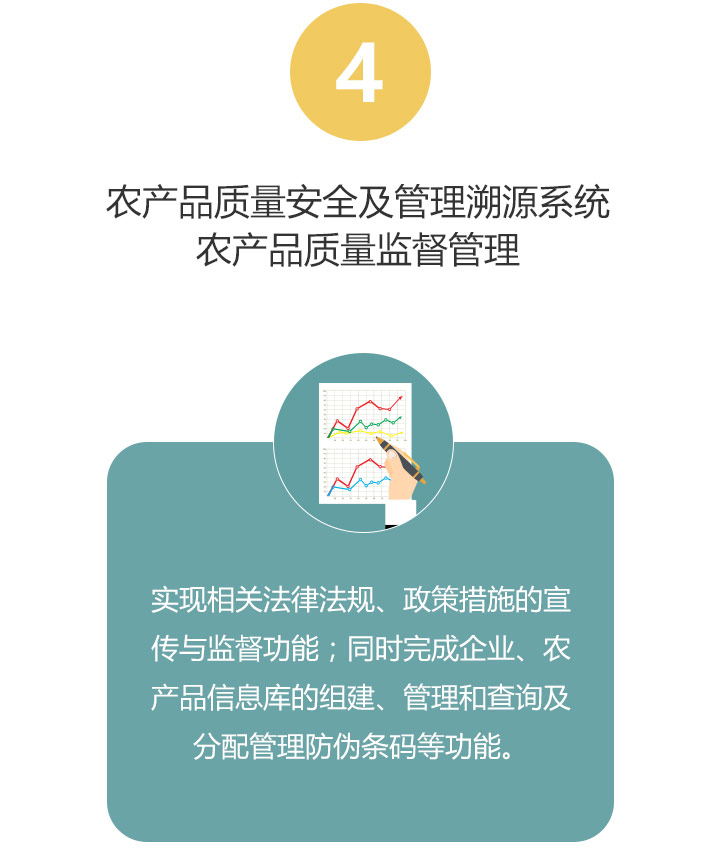 4
农产品质量安全及管理溯源系统
农产品质量监督管理
实现相关法律法规、政策措施的宣
传与监督功能；同时完成企业、农
产品信息库的组建、管理和查询及
分配管理防伪条码等功能。